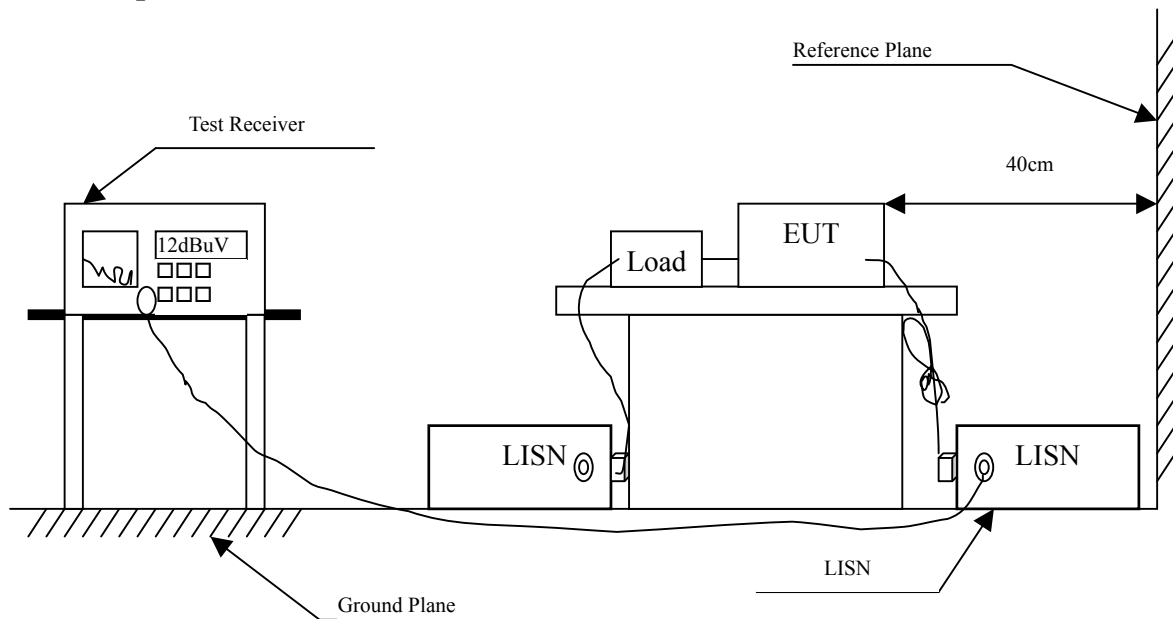 Reference Plane
Test Receiver
40cm
12dBuV
EUT
Load
LISN
LISN
LISN
Ground Plane